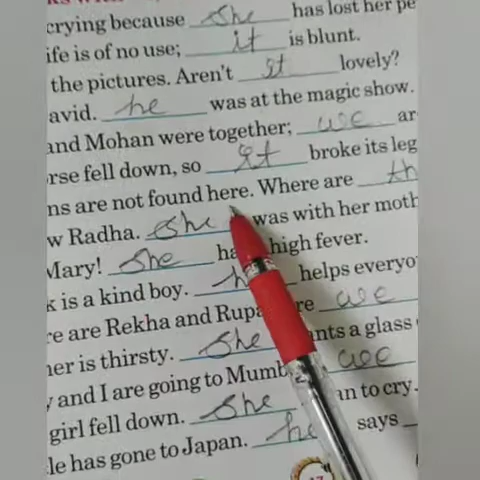 crying because she has lost her pe
ife is of no use; it is blunt.
the pictures. Aren't it lovely?
avid. he was at the magic show.
and Mohan were together; we ar
rse fell down, so it broke its leg
ns are not found here. Where are th
w Radha. She was with her moth
Mary! She ha high fever.
k is a kind boy. h helps everyo
re are Rekha and Rupa re we
her is thirsty. She nts a glass
y and I are going to Mumb we
girl fell down. She an to cry.
le has gone to Japan. he says